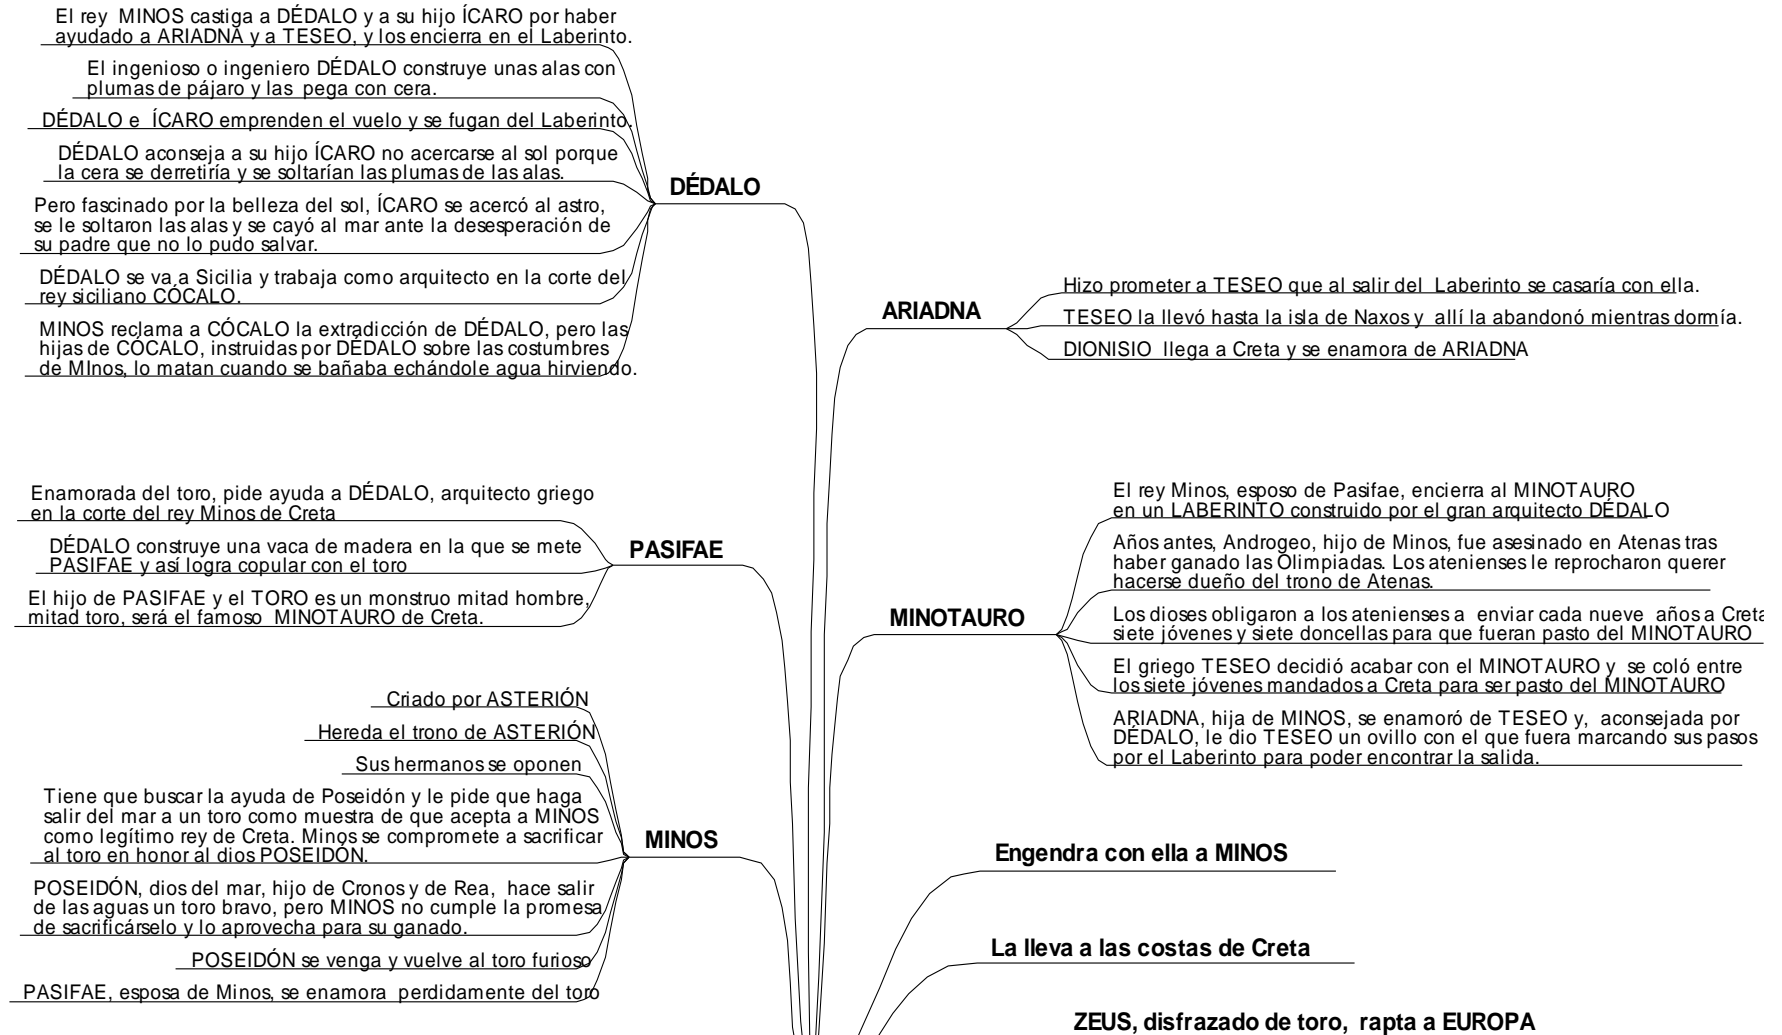 El rey MINOS castiga a DÉDALO y a su hijo ÍCARO por haber
ayudado a ARIADNA y a TESEO, y los encierra en el Laberinto.
El ingenioso o ingeniero DÉDALO construye unas alas con
plumas de pájaro y las pega con cera.
DÉDALO e ÍCARO emprenden el vuelo y se fugan del Laberinto.
DÉDALO aconseja a su hijo ÍCARO no acercarse al sol porque
la cera se derretiría y se soltarían las plumas de las alas.
Pero fascinado por la belleza del sol, ÍCARO se acercó al astro,
se le soltaron las alas y se cayó al mar ante la desesperación de
su padre que no lo pudo salvar.
DÉDALO se va a Sicilia y trabaja como arquitecto en la corte del
rey siciliano CÓCALO.
MINOS reclama a CÓCALO la extradicción de DÉDALO, pero las
hijas de CÓCALO, instruidas por DÉDALO sobre las costumbres
de MInos, lo matan cuando se bañaba echándole agua hirviendo.
DÉDALO
ARIADNA
Hizo prometer a TESEO que al salir del Laberinto se casaría con ella.
TESEO la llevó hasta la isla de Naxos y allí la abandonó mientras dormía.
DIONISIO llega a Creta y se enamora de ARIADNA
Enamorada del toro, pide ayuda a DÉDALO, arquitecto griego
en la corte del rey Minos de Creta
DÉDALO construye una vaca de madera en la que se mete
PASIFAE y así logra copular con el toro
El hijo de PASIFAE y el TORO es un monstruo mitad hombre,
mitad toro, será el famoso MINOTAURO de Creta.
PASIFAE
MINOTAURO
El rey Minos, esposo de Pasifae, encierra al MINOTAURO
en un LABERINTO construido por el gran arquitecto DÉDALO
Años antes, Androgeo, hijo de Minos, fue asesinado en Atenas tras
haber ganado las Olimpiadas. Los atenienses le reprocharon querer
hacerse dueño del trono de Atenas.
Los dioses obligaron a los atenienses a enviar cada nueve años a Creta
siete jóvenes y siete doncellas para que fueran pasto del MINOTAURO
El griego TESEO decidió acabar con el MINOTAURO y se coló entre
los siete jóvenes mandados a Creta para ser pasto del MINOTAURO
ARIADNA, hija de MINOS, se enamoró de TESEO y, aconsejada por
DÉDALO, le dio TESEO un ovillo con el que fuera marcando sus pasos
por el Laberinto para poder encontrar la salida.
Criado por ASTERIÓN
Hereda el trono de ASTERIÓN
Sus hermanos se oponen
Tiene que buscar la ayuda de Poseidón y le pide que haga
salir del mar a un toro como muestra de que acepta a MINOS
como legítimo rey de Creta. Minos se compromete a sacrificar
al toro en honor al dios POSEIDÓN.
POSEIDÓN, dios del mar, hijo de Cronos y de Rea, hace salir
de las aguas un toro bravo, pero MINOS no cumple la promesa
de sacrificárselo y lo aprovecha para su ganado.
POSEIDÓN se venga y vuelve al toro furioso
PASIFAE, esposa de Minos, se enamora perdidamente del toro
MINOS
Engendra con ella a MINOS
La lleva a las costas de Creta
ZEUS, disfrazado de toro, rapta a EUROPA